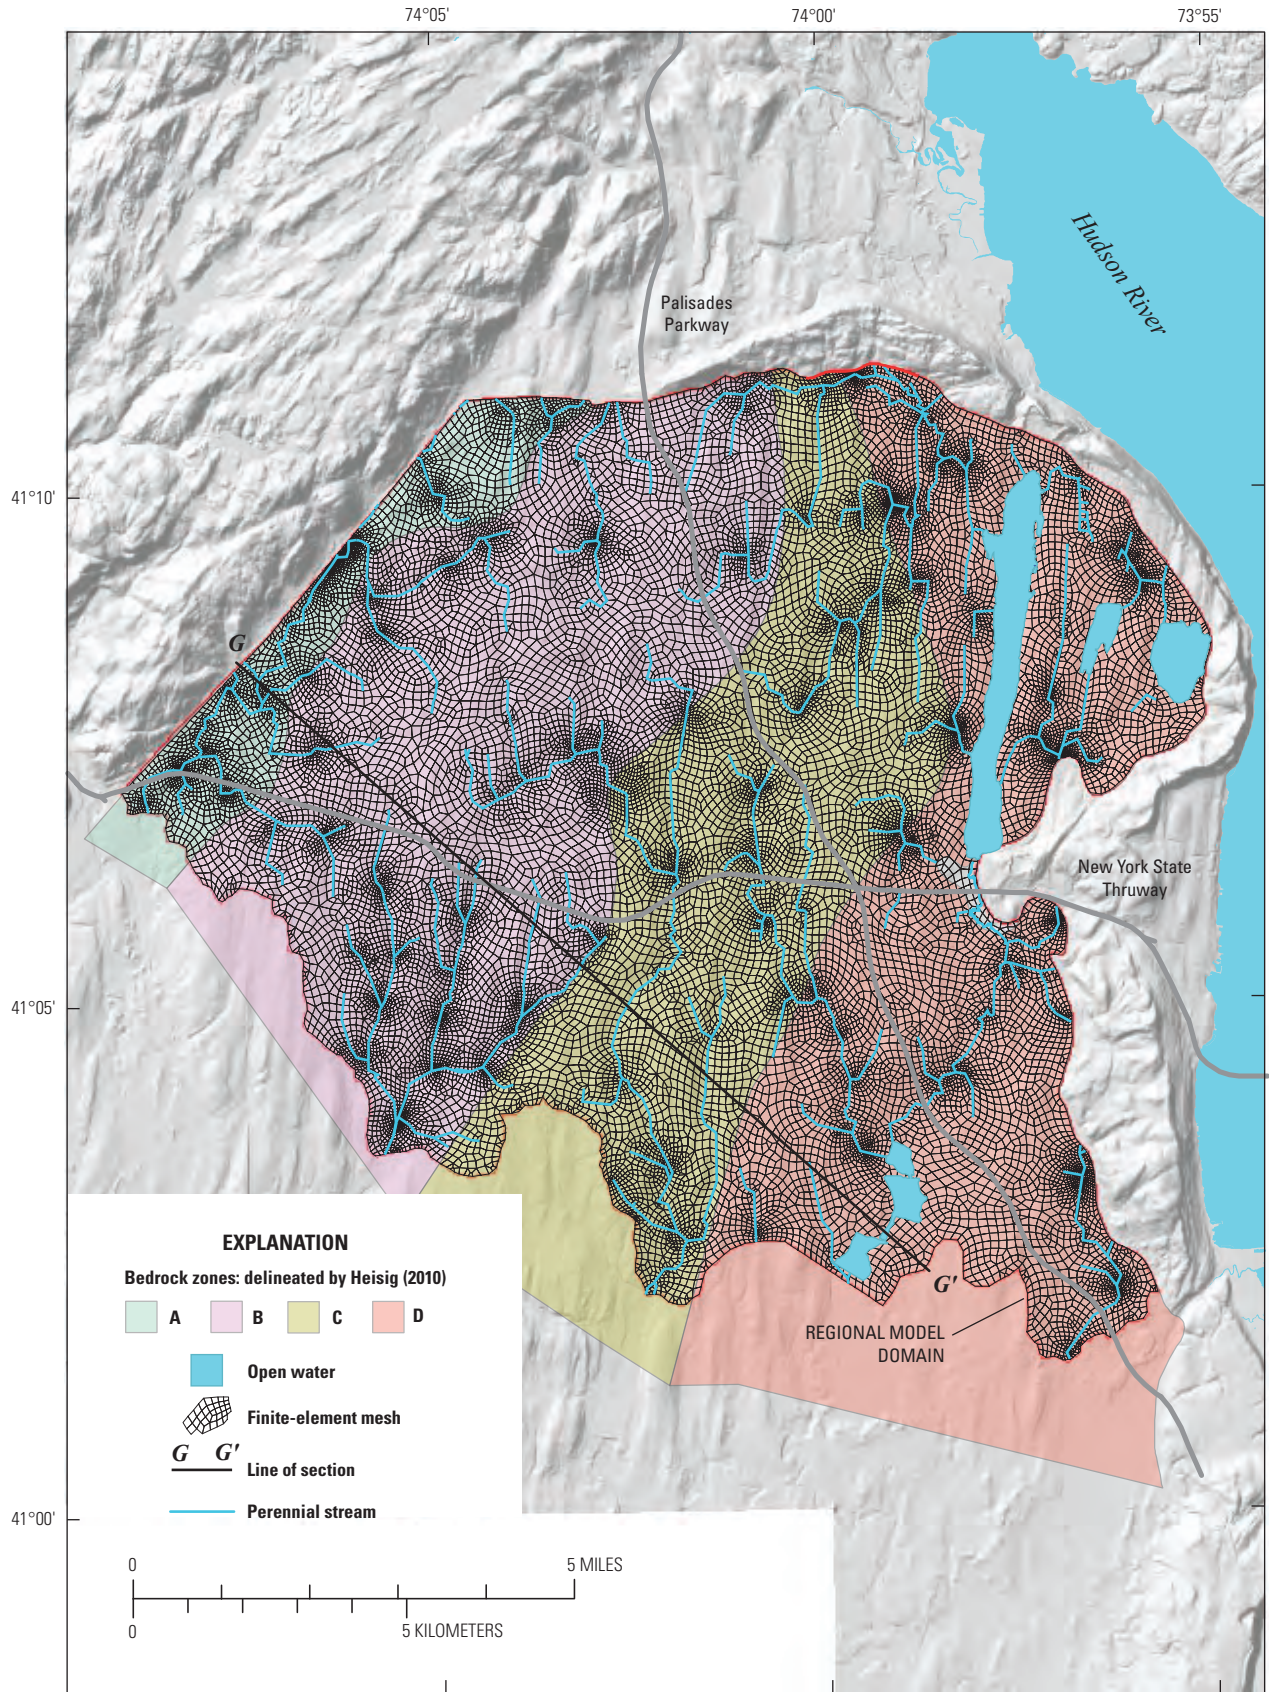 74°05'
74°00'
73°55'
Hudson River
Palisades
Parkway
41°10'
G
New York State
Thruway
41°05'
G'
REGIONAL MODEL
DOMAIN
EXPLANATION
Bedrock zones: delineated by Heisig (2010)
A B C D
Open water
Finite-element mesh
G G'
Line of section
Perennial stream
41°00'
0 5 MILES
0 5 KILOMETERS